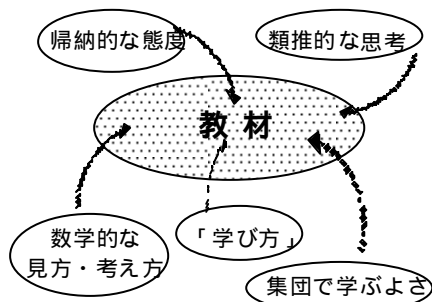 帰納的な態度
類推的な思考
教材
数学的な
見方・考え方
「学び方」
集団で学ぶよさ